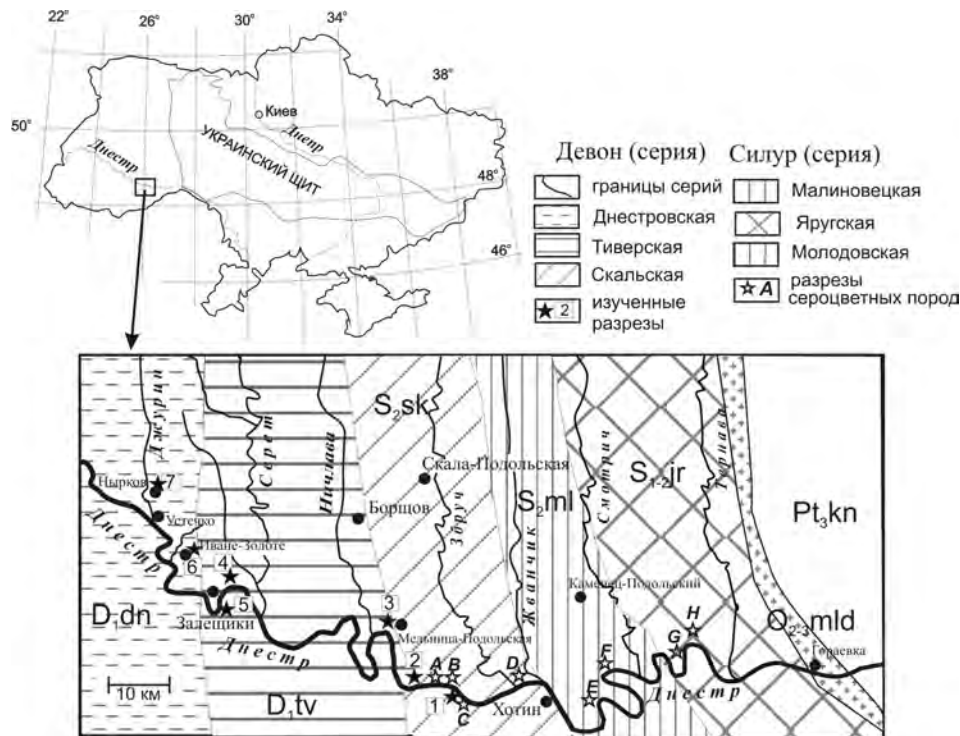 22°
26°
30°
34°
38°
50°
48°
46°
Киев
Днепр
Днестр
УКРАИНСКИЙ ЩИТ
Девон (серия)
границы серий
Днестровская
Тиверская
Скальская
2 изученные
разрезы
Силур (серия)
Малиновецкая
Яругская
Молодовская
A разрезы
сероцветных пород
Джурин
Серет
Ничлава
S₂sk
Скала-Подольская
Борщов
Збруч
S₂ml
Жванчик
Смотрич
S₁₋₂jr
Тернава
Pt₃kn
Нырков
7
Устечко
Днестр
Иване-Золоте
6
4
5
Залещики
D₁dn
Днестр
3
Мельница-Подольская
2
A
B
1
C
D
Хотин
Каменец-Подольский
F
E
G
H
Днестр
O₂₋₃mld
Гораевка
10 км
D₁tv